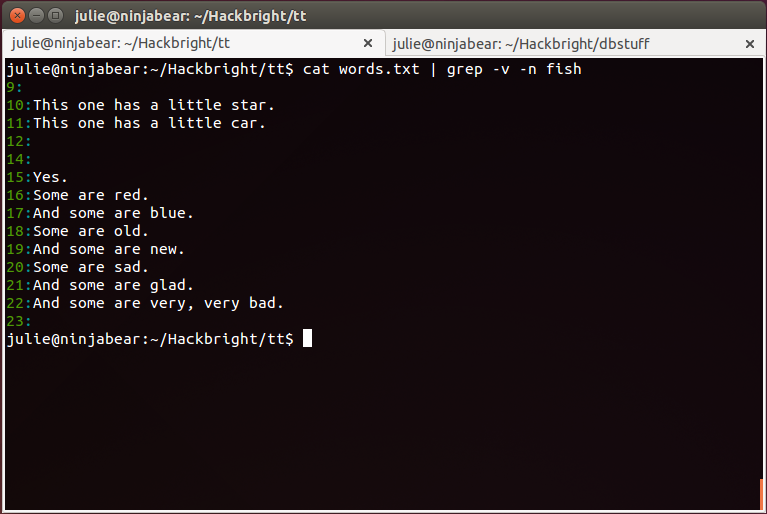 julie@ninjabear: ~/Hackbright/tt
julie@ninjabear: ~/Hackbright/tt
julie@ninjabear: ~/Hackbright/dbstuff
julie@ninjabear:~/Hackbright/tt$ cat words.txt | grep -v -n fish
9:
10:This one has a little star.
11:This one has a little car.
12:
14:
15:Yes.
16:Some are red.
17:And some are blue.
18:Some are old.
19:And some are new.
20:Some are sad.
21:And some are glad.
22:And some are very, very bad.
23:
julie@ninjabear:~/Hackbright/tt$